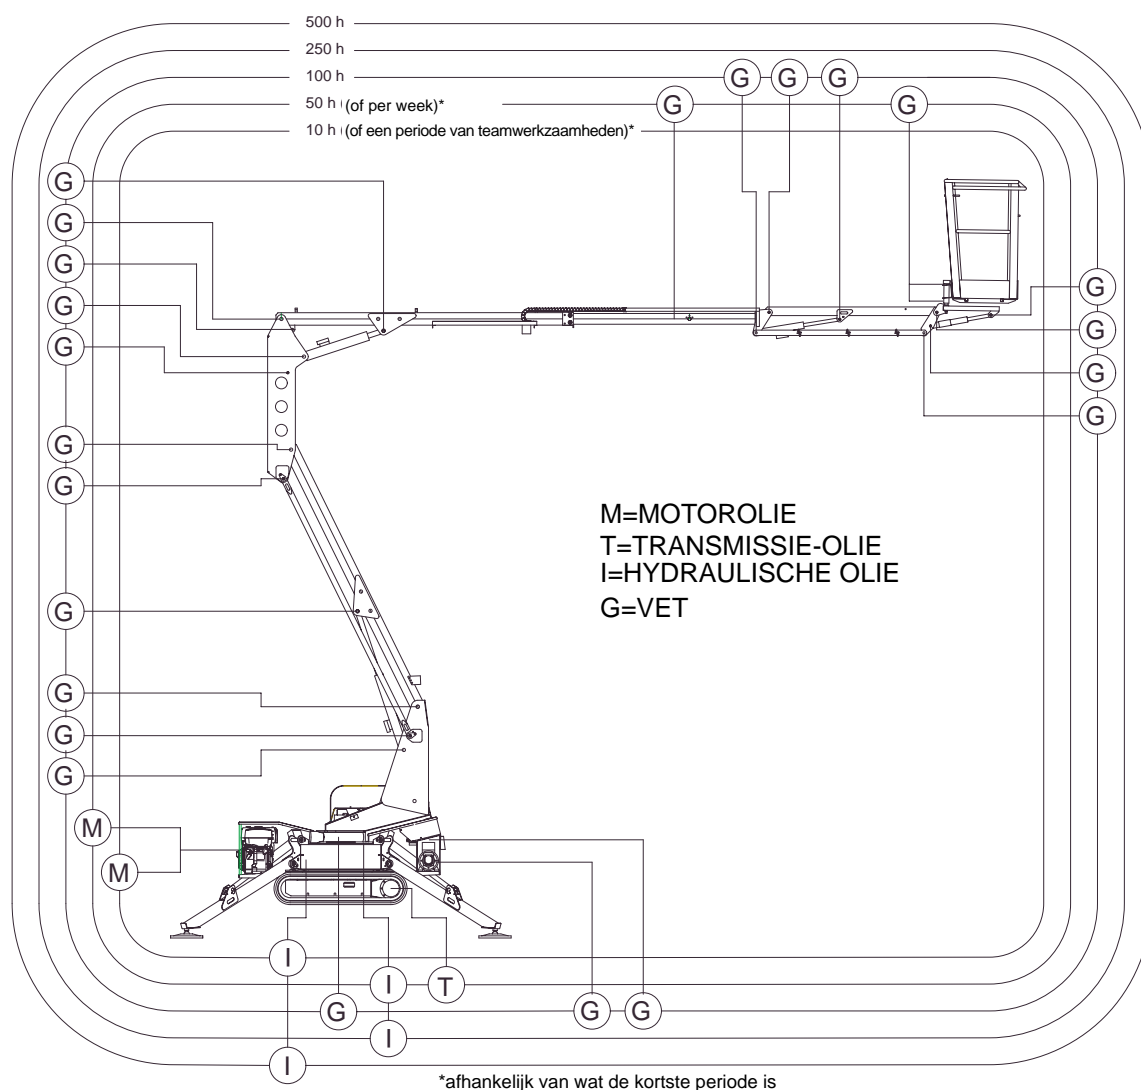 500 h
250 h
100 h
G G G
50 h (of per week)*
G G
10 h (of een periode van teamwerkzaamheden)*
G
G
G
G
G
G
G
G
G
G
G
M=MOTOROLIE
T=TRANSMISSIE-OLIE
I=HYDRAULISCHE OLIE
G=VET
G
G
G
G
G
M
M
I
I T
G G G
I
I
*afhankelijk van wat de kortste periode is